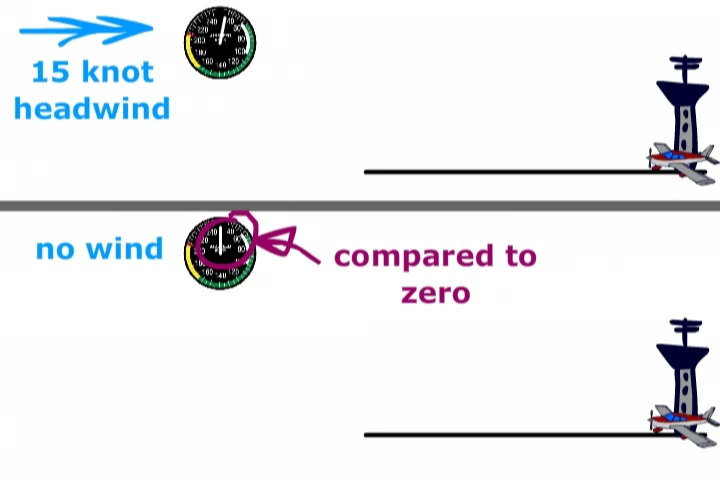 15 knot
headwind
no wind
compared to
zero